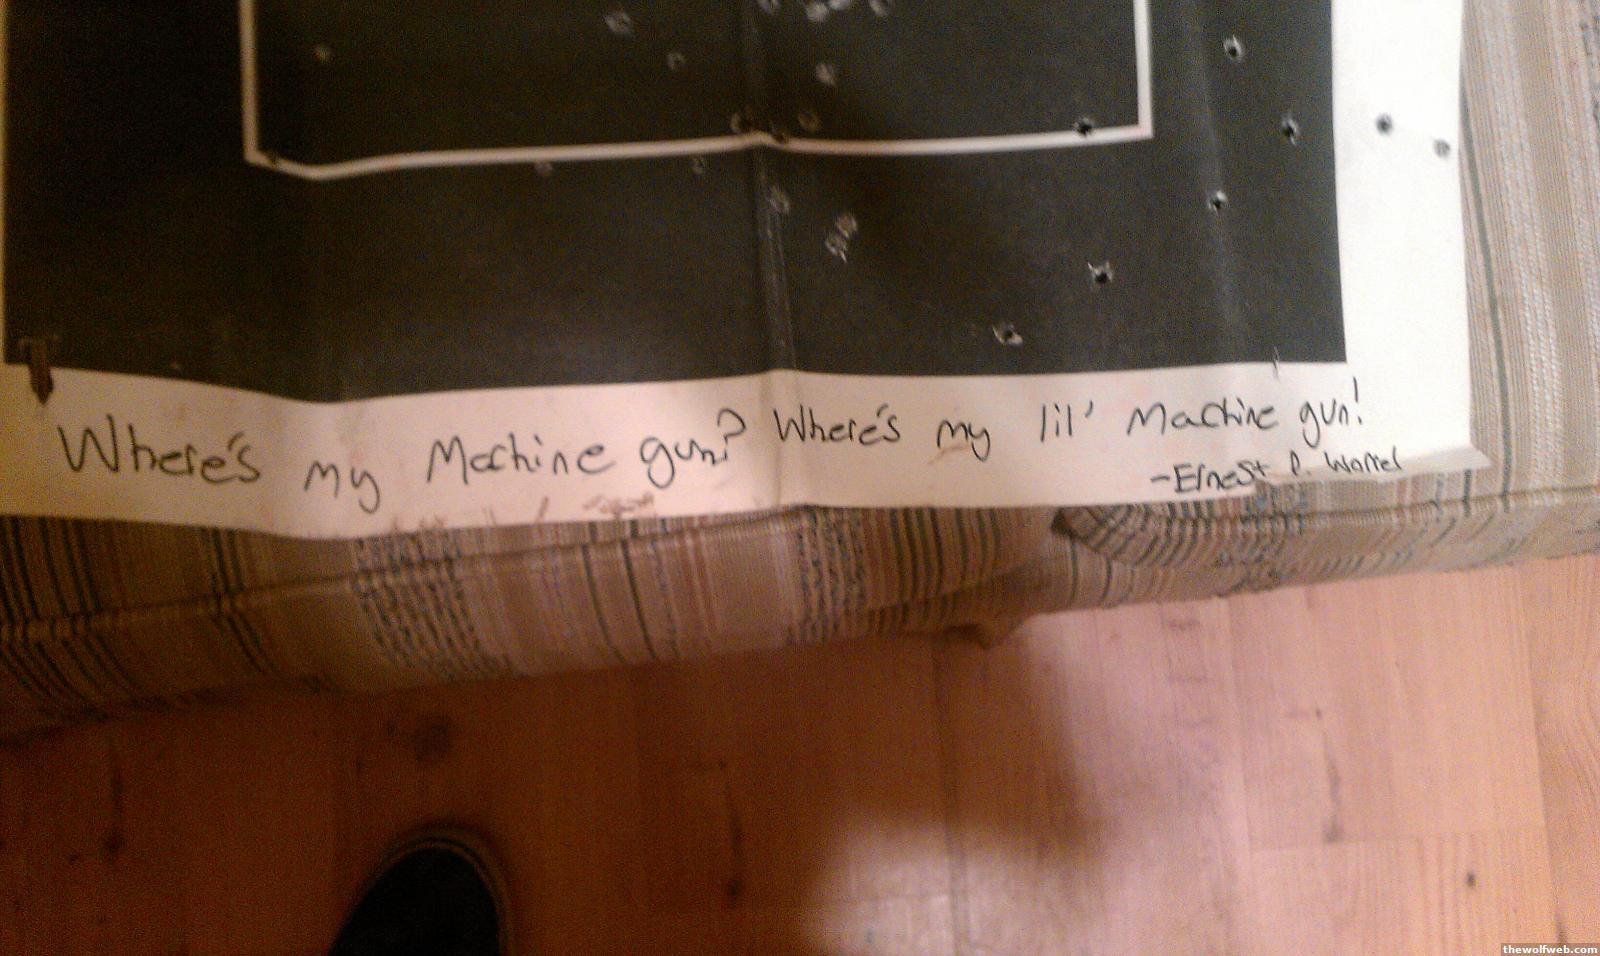 Where's my Machine gun? Where's my lil' Machine gun!
-Ernest P. Worrel
thewolfweb.com